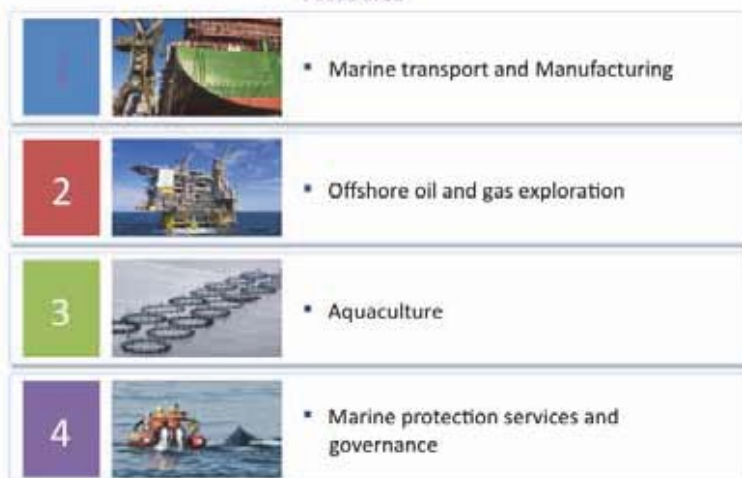 ▪ Marine transport and Manufacturing
2
▪ Offshore oil and gas exploration
3
▪ Aquaculture
4
▪ Marine protection services and
governance